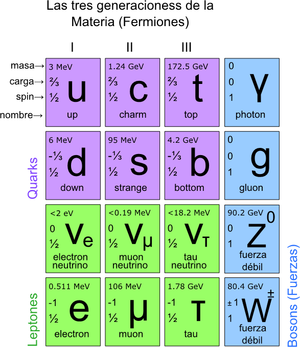 Las tres generacioness de la
Materia (Fermiones)
I II III
masa→ 3 MeV 1.24 GeV 172.5 GeV 0
carga→ ⅔ ⅔ ⅔ 0
spin→ ½ u ½ c ½ t 1 γ
nombre→ up charm top photon
Quarks
6 MeV 95 MeV 4.2 GeV 0
-⅓ -⅓ -⅓ 0
½ d ½ s ½ b 1 g
down strange bottom gluon
<2 eV <0.19 MeV <18.2 MeV 90.2 GeV
0 0 0 0
½ νe ½ νμ ½ ντ 1 Z0
electron muon tau fuerza
neutrino neutrino neutrino débil
Leptones
0.511 MeV 106 MeV 1.78 GeV 80.4 GeV
-1 -1 -1 ±1
½ e ½ μ ½ τ 1 W±
electron muon tau fuerza
débil
Bosons (Fuerzas)